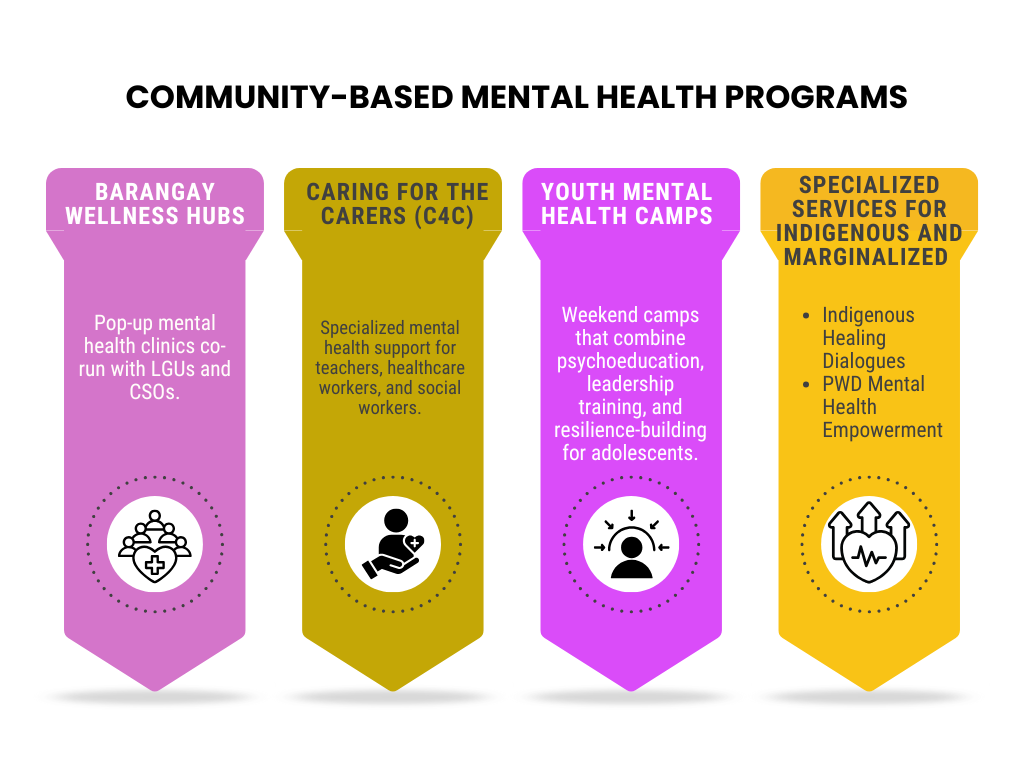 COMMUNITY-BASED MENTAL HEALTH PROGRAMS
BARANGAY
WELLNESS HUBS
Pop-up mental
health clinics co-
run with LGUs and
CSOs.
CARING FOR THE
CARERS (C4C)
Specialized mental
health support for
teachers, healthcare
workers, and social
workers.
YOUTH MENTAL
HEALTH CAMPS
Weekend camps
that combine
psychoeducation,
leadership
training, and
resilience-building
for adolescents.
SPECIALIZED
SERVICES FOR
INDIGENOUS AND
MARGINALIZED
• Indigenous
Healing
Dialogues
• PWD Mental
Health
Empowerment